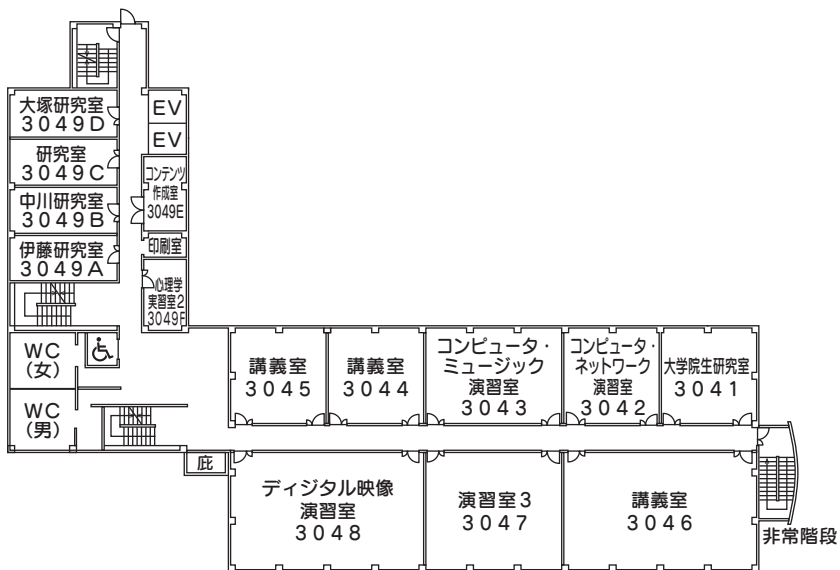 大塚研究室
3049D
研究室
3049C
中川研究室
3049B
伊藤研究室
3049A
EV
EV
コンテンツ
作成室
3049E
印刷室
心理学
実習室2
3049F
WC
(女)
WC
(男)
講義室
3045
講義室
3044
コンピュータ・
ミュージック
演習室
3043
コンピュータ・
ネットワーク
演習室
3042
大学院生研究室
3041
庇
ディジタル映像
演習室
3048
演習室3
3047
講義室
3046
非常階段